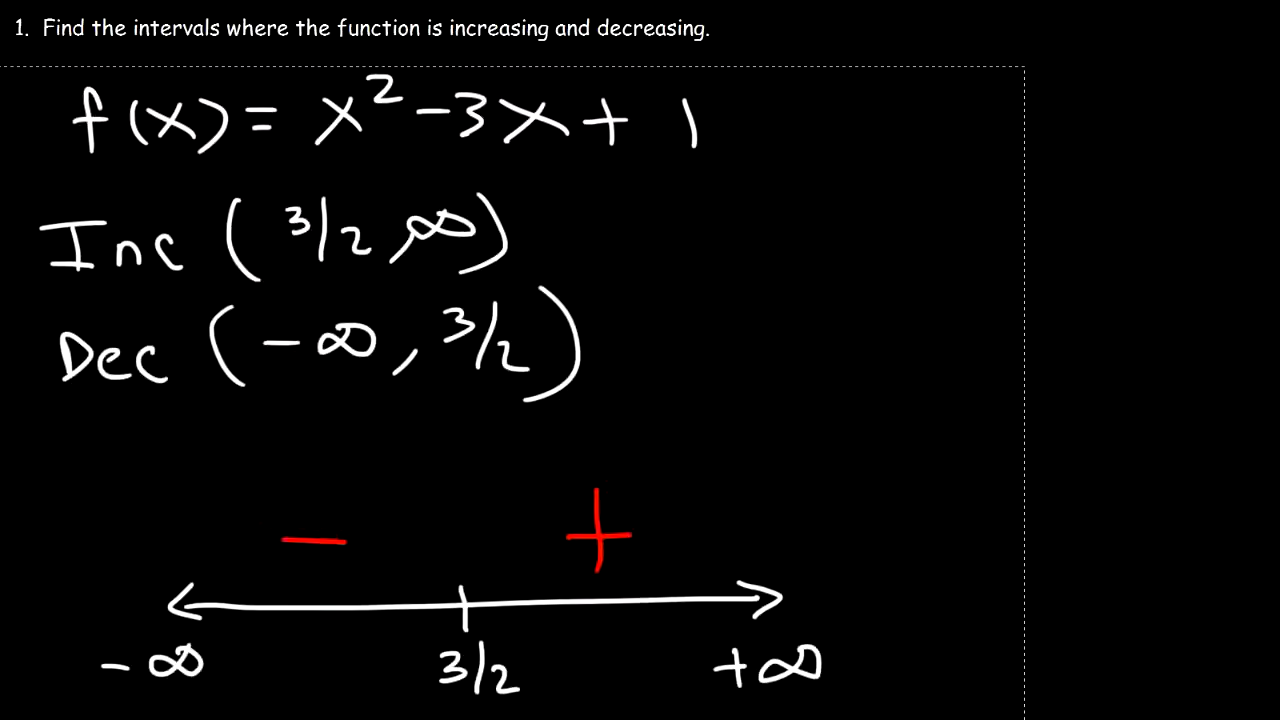 1. Find the intervals where the function is increasing and decreasing.
f(x) = x² - 3x + 1
Inc (3/2, ∞)
Dec (-∞, 3/2)
- +
-∞ 3/2 +∞